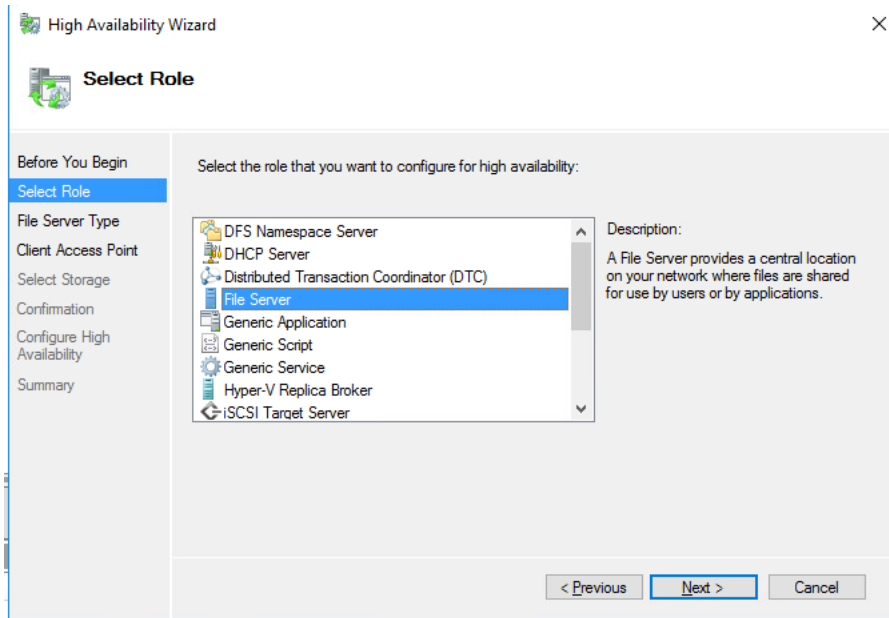 High Availability Wizard
Select Role
Before You Begin
Select Role
File Server Type
Client Access Point
Select Storage
Confirmation
Configure High
Availability
Summary
Select the role that you want to configure for high availability:
DFS Namespace Server
DHCP Server
Distributed Transaction Coordinator (DTC)
File Server
Generic Application
Generic Script
Generic Service
Hyper-V Replica Broker
iSCSI Target Server
Description:
A File Server provides a central location
on your network where files are shared
for use by users or by applications.
< Previous
Next >
Cancel